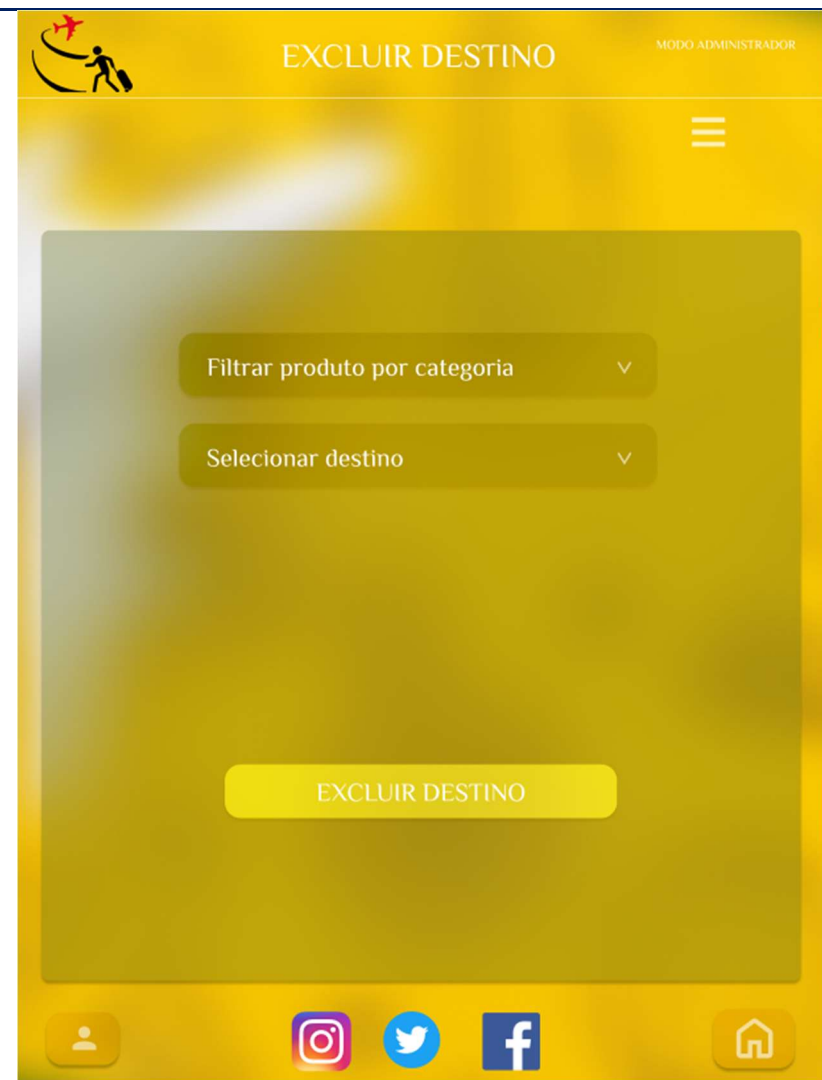 EXCLUIR DESTINO
MODO ADMINISTRADOR
Filtrar produto por categoria
Selecionar destino
EXCLUIR DESTINO